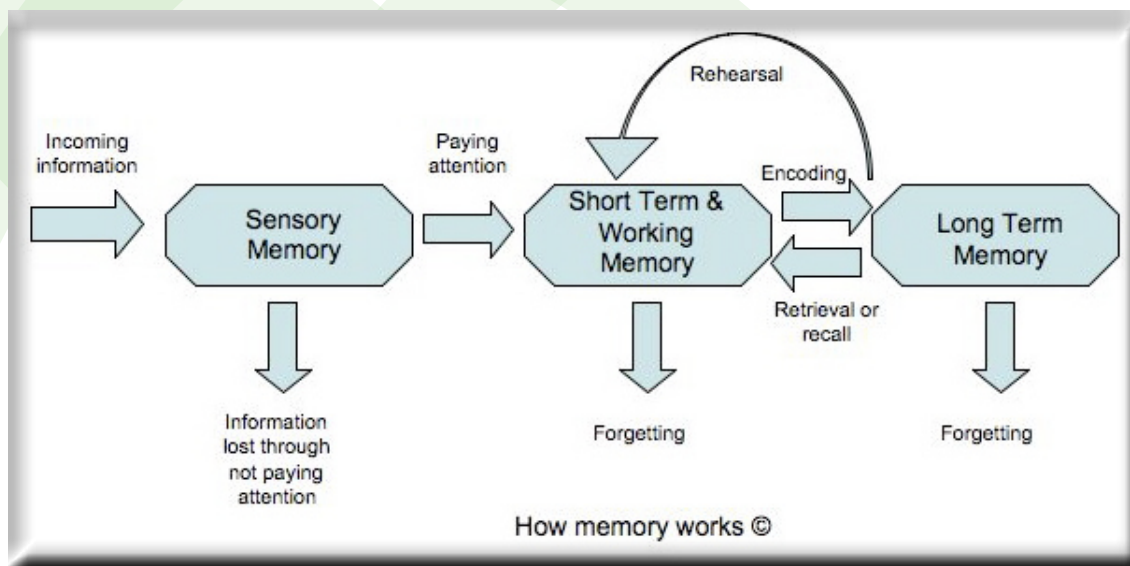 Rehearsal
Incoming
information
Paying
attention
Encoding
Sensory
Memory
Short Term &
Working
Memory
Long Term
Memory
Retrieval or
recall
Information
lost through
not paying
attention
Forgetting
Forgetting
How memory works ©